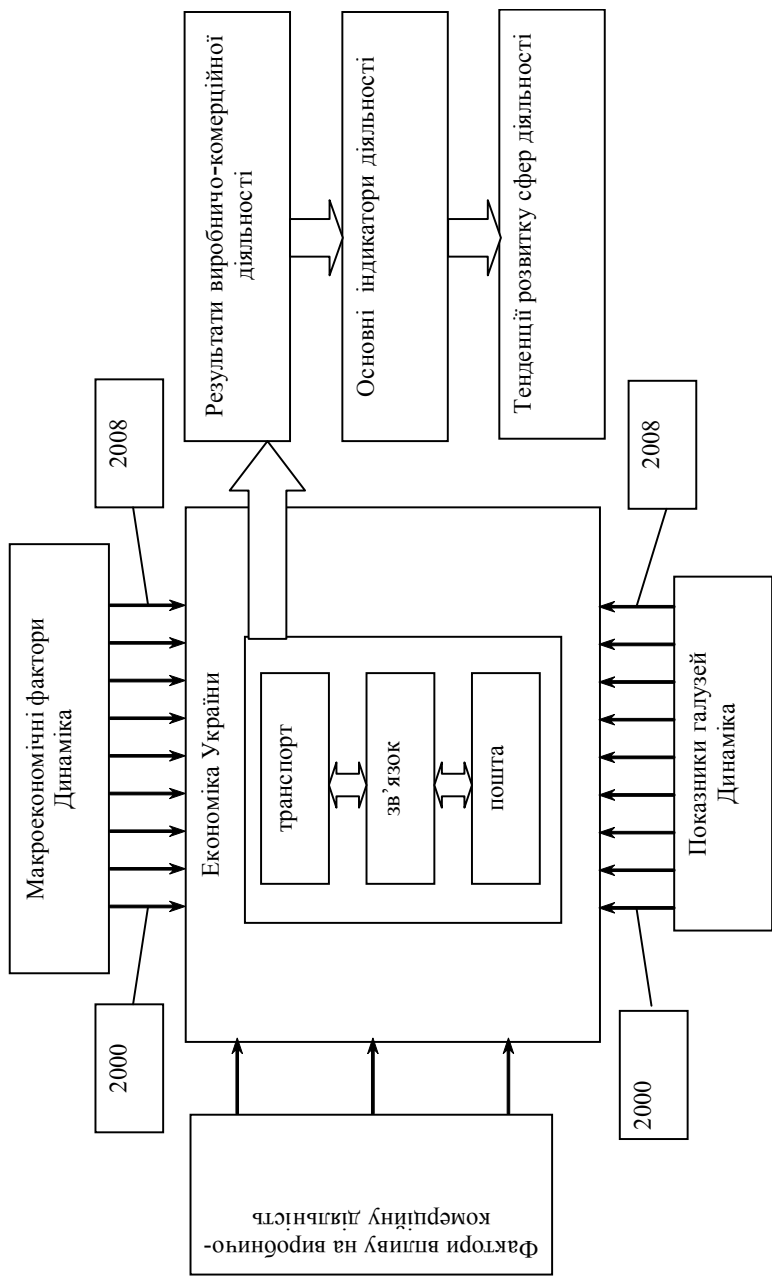 Макроекономічні фактори
Динаміка
2000
2008
Економіка України
транспорт
зв’язок
пошта
Фактори впливу на виробничо-
комерційну діяльність
Результати виробничо-комерційної
діяльності
Основні індикатори діяльності
Тенденції розвитку сфер діяльності
2000
2008
Показники галузей
Динаміка